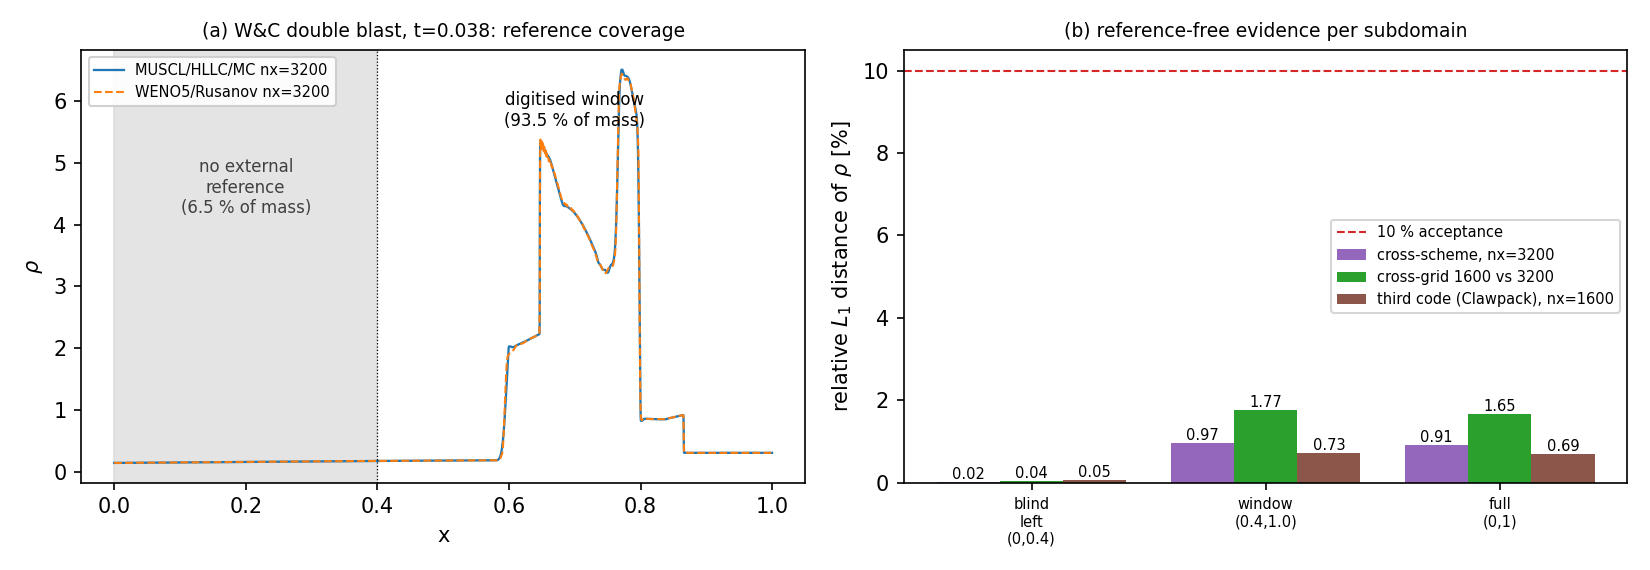 (a) W&C double blast, t=0.038: reference coverage
MUSCL/HLLC/MC nx=3200
WENO5/Rusanov nx=3200
digitised window
(93.5 % of mass)
no external
reference
(6.5 % of mass)
ρ
6
5
4
3
2
1
0
0.0 0.2 0.4 0.6 0.8 1.0
x
(b) reference-free evidence per subdomain
relative L₁ distance of ρ [%]
10
8
6
4
2
0
10 % acceptance
cross-scheme, nx=3200
cross-grid 1600 vs 3200
third code (Clawpack), nx=1600
0.02 0.04 0.05
0.97 1.77 0.73
0.91 1.65 0.69
blind
left
(0,0.4)
window
(0.4,1.0)
full
(0,1)